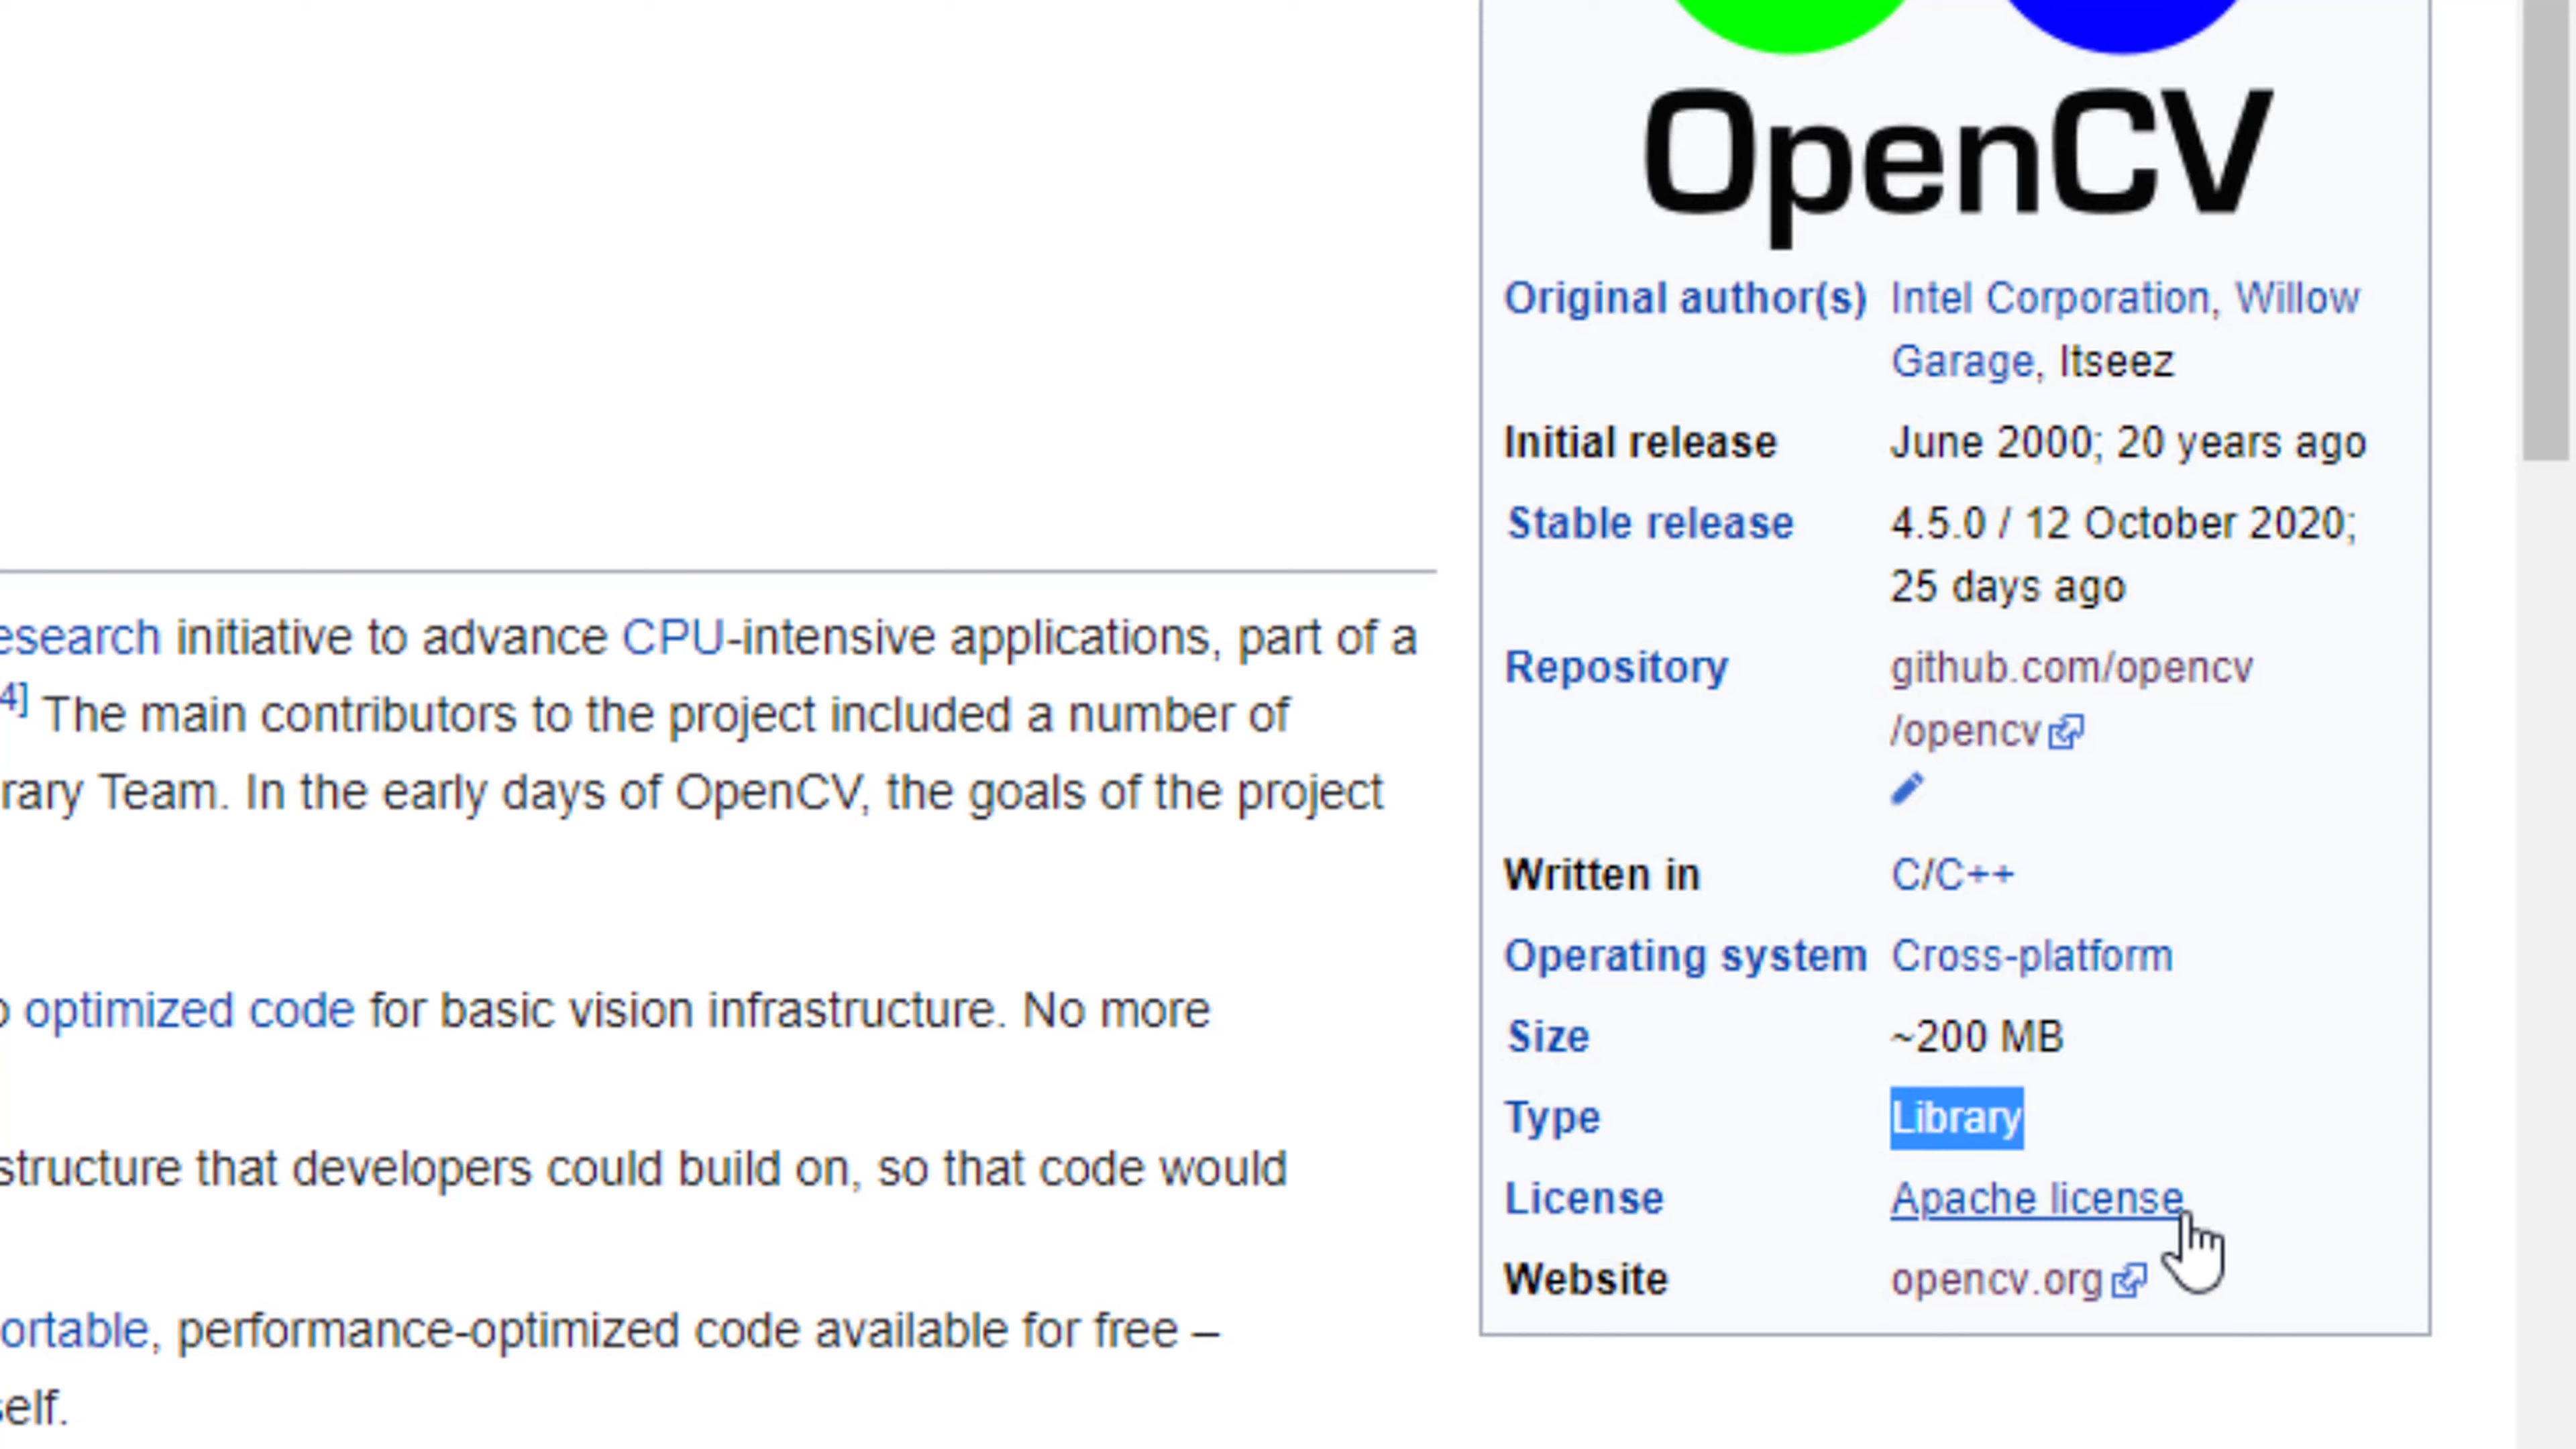 OpenCV
Original author(s) Intel Corporation, Willow
Garage, Itseez
Initial release June 2000; 20 years ago
Stable release 4.5.0 / 12 October 2020;
25 days ago
Repository github.com/opencv
/opencv
Written in C/C++
Operating system Cross-platform
Size ~200 MB
Type Library
License Apache license
Website opencv.org
esearch initiative to advance CPU-intensive applications, part of a
4] The main contributors to the project included a number of
rary Team. In the early days of OpenCV, the goals of the project
optimized code for basic vision infrastructure. No more
structure that developers could build on, so that code would
ortable, performance-optimized code available for free –
self.